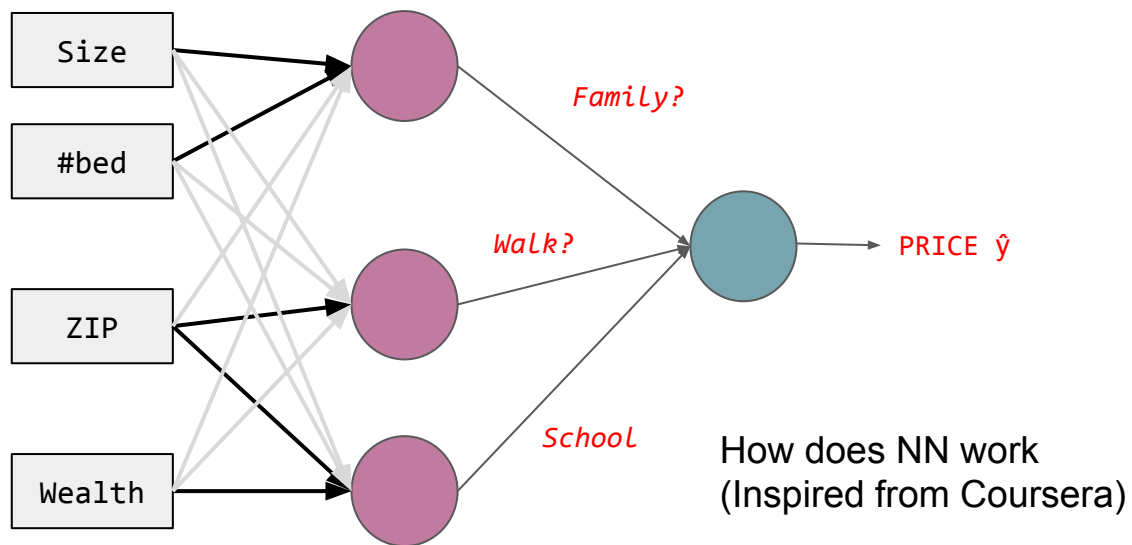 Size
#bed
ZIP
Wealth
Family?
Walk?
School
PRICE ŷ
How does NN work
(Inspired from Coursera)